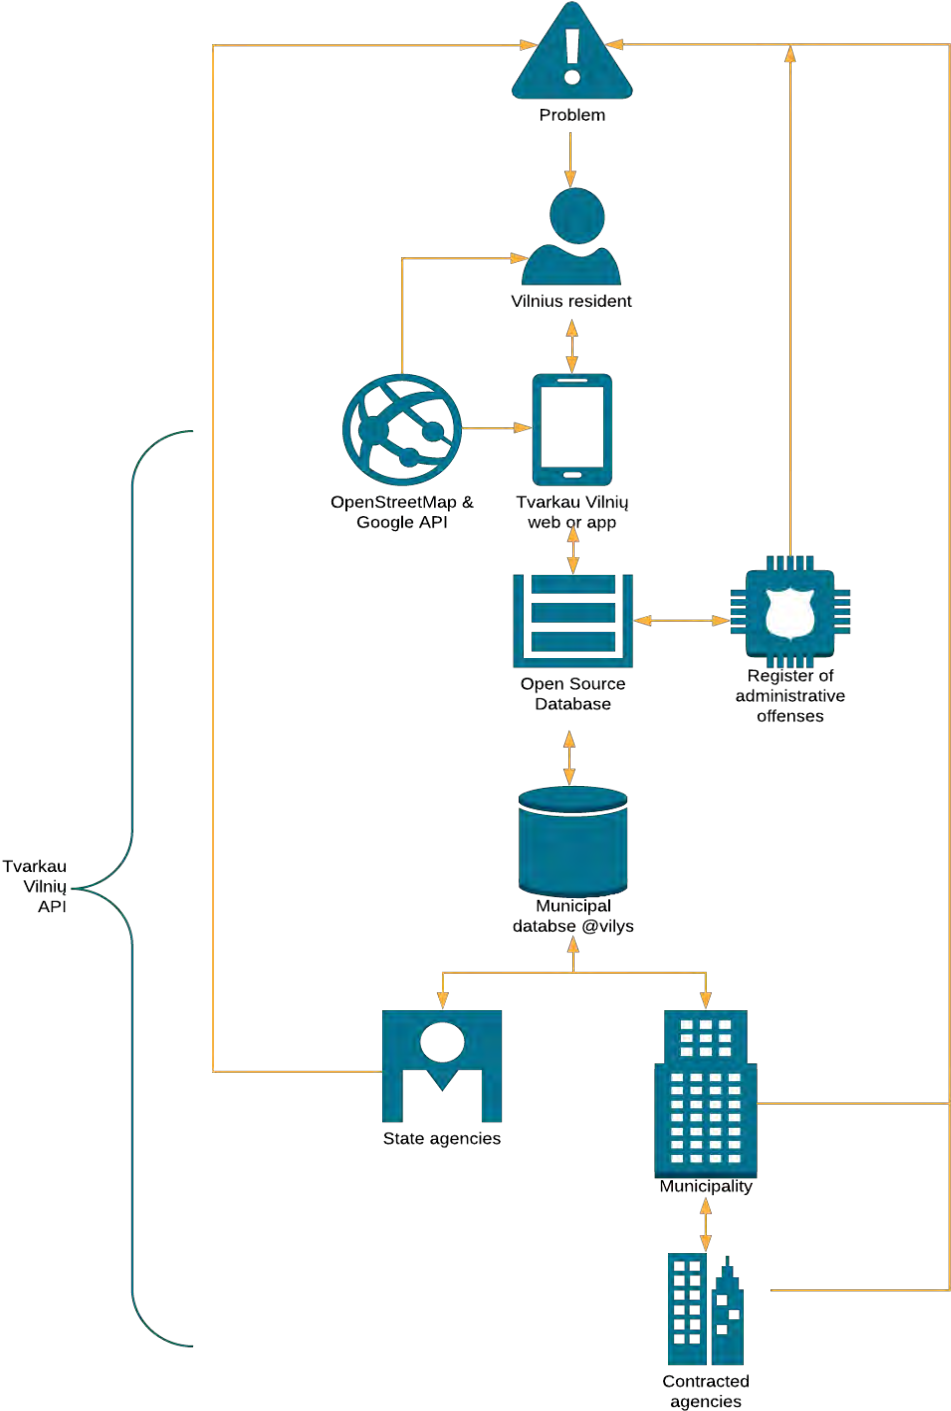 Problem
Vilnius resident
OpenStreetMap &
Google API
Tvarkau Vilnių
web or app
Open Source
Database
Register of
administrative
offenses
Tvarkau
Vilnių
API
Municipal
databse @vilys
State agencies
Municipality
Contracted
agencies